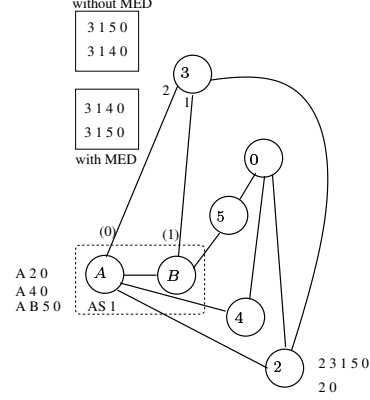 without MED
3 1 5 0
3 1 4 0
3 1 4 0
3 1 5 0
with MED
3
2
1
0
5
(0)
(1)
A
B
A 2 0
A 4 0
A B 5 0
AS 1
4
2
2 3 1 5 0
2 0